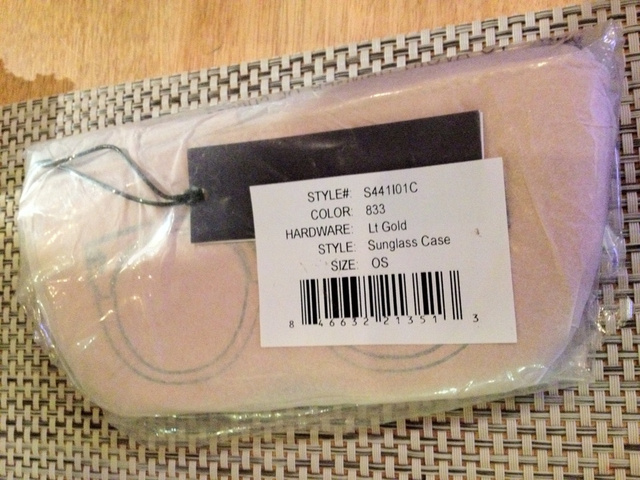 STYLE#: S441I01C
COLOR: 833
HARDWARE: Lt Gold
STYLE: Sunglass Case
SIZE: OS
8 46632 21351 3